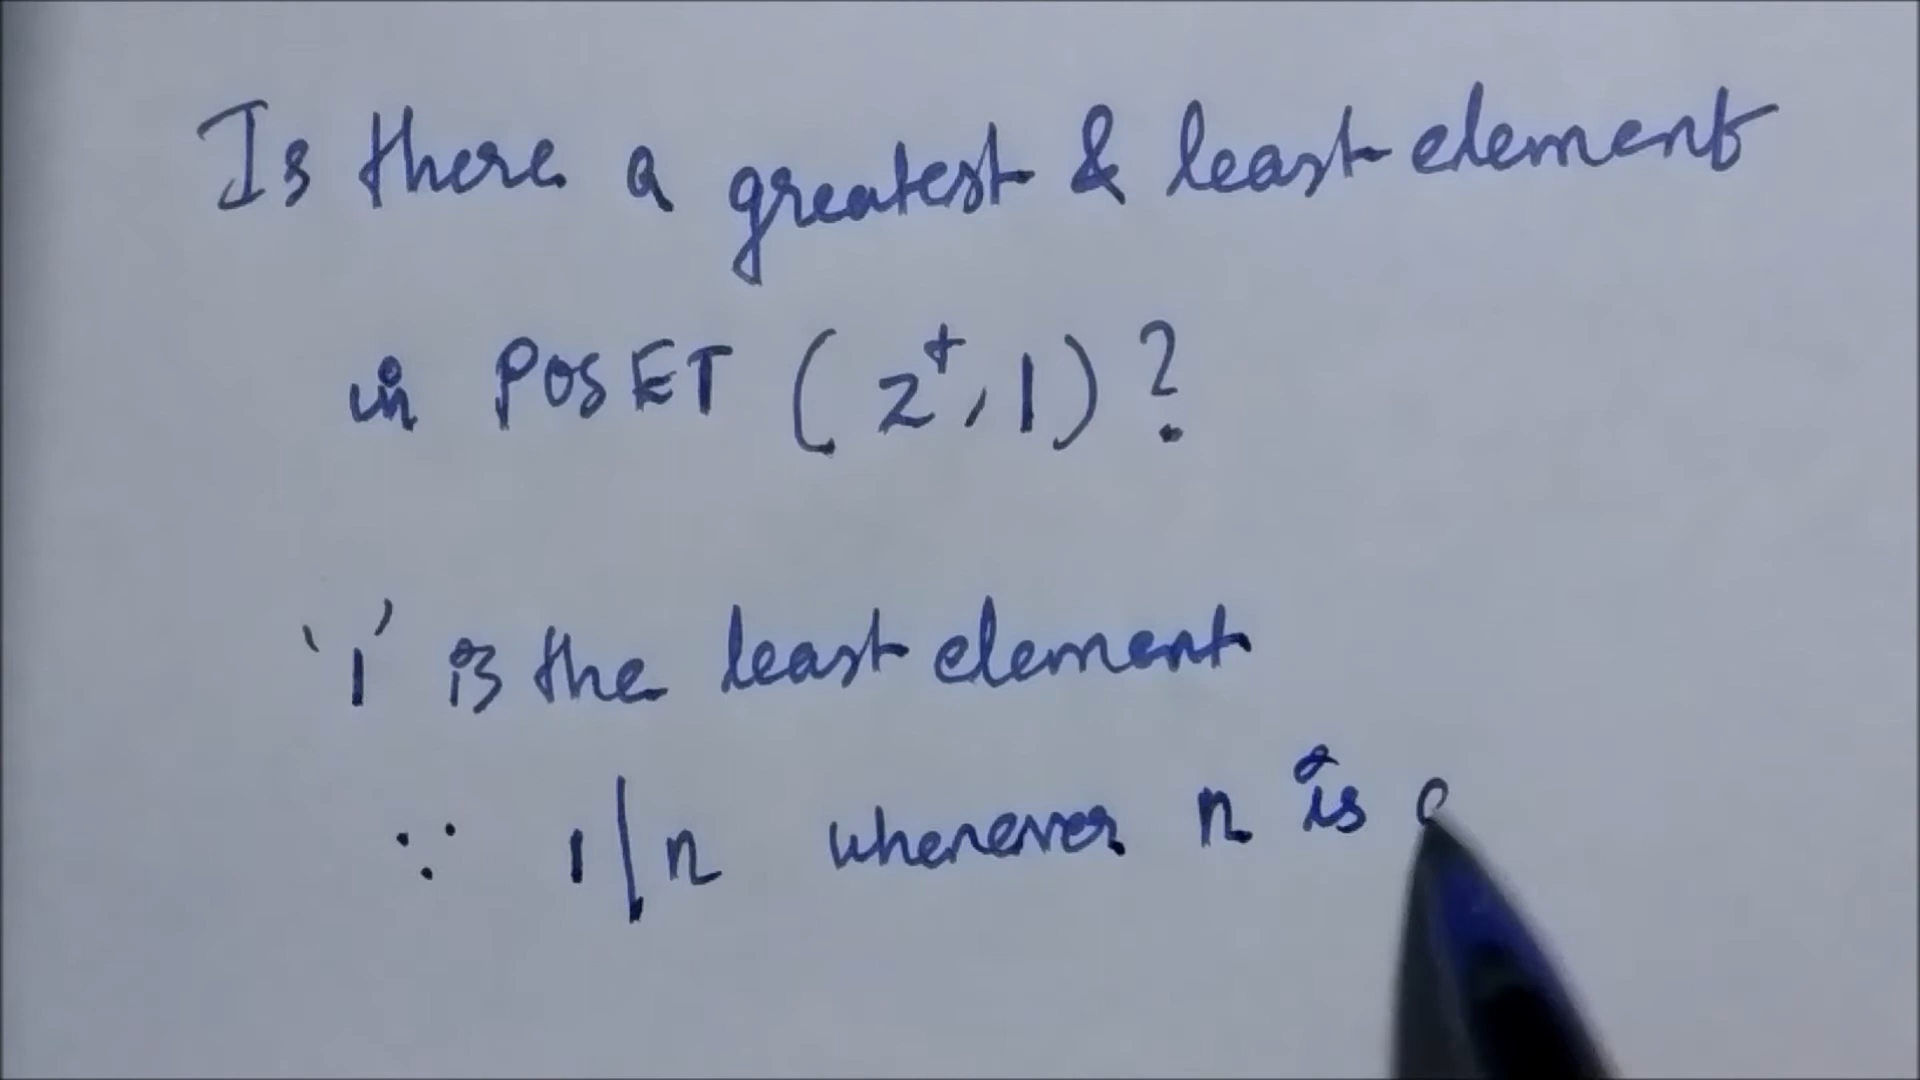 Is there a greatest & least element
in POSET (z⁺, |)?
'1' is the least element
∵ 1|n whenever n is